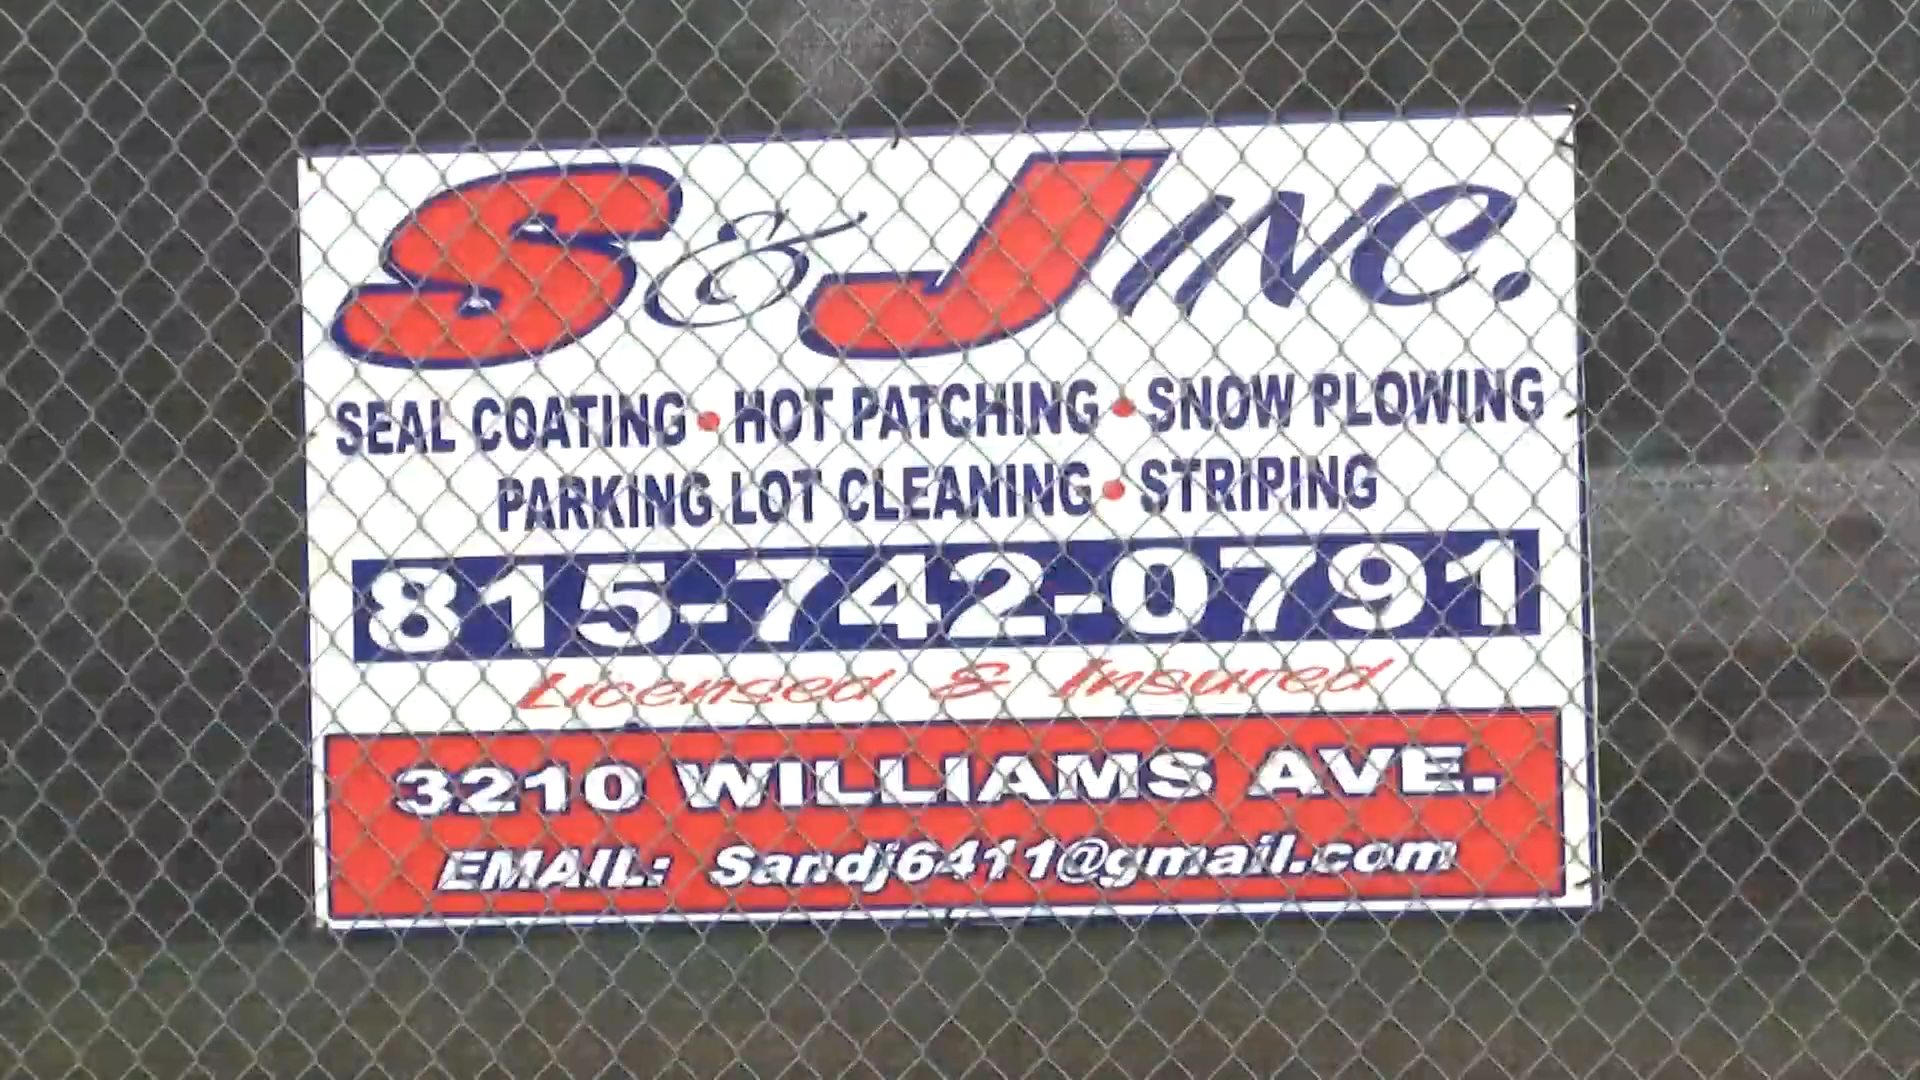 S & J INC.
SEAL COATING • HOT PATCHING • SNOW PLOWING
PARKING LOT CLEANING • STRIPING
815-742-0791
Licensed & Insured
3210 WILLIAMS AVE.
EMAIL: Sandj6411@gmail.com